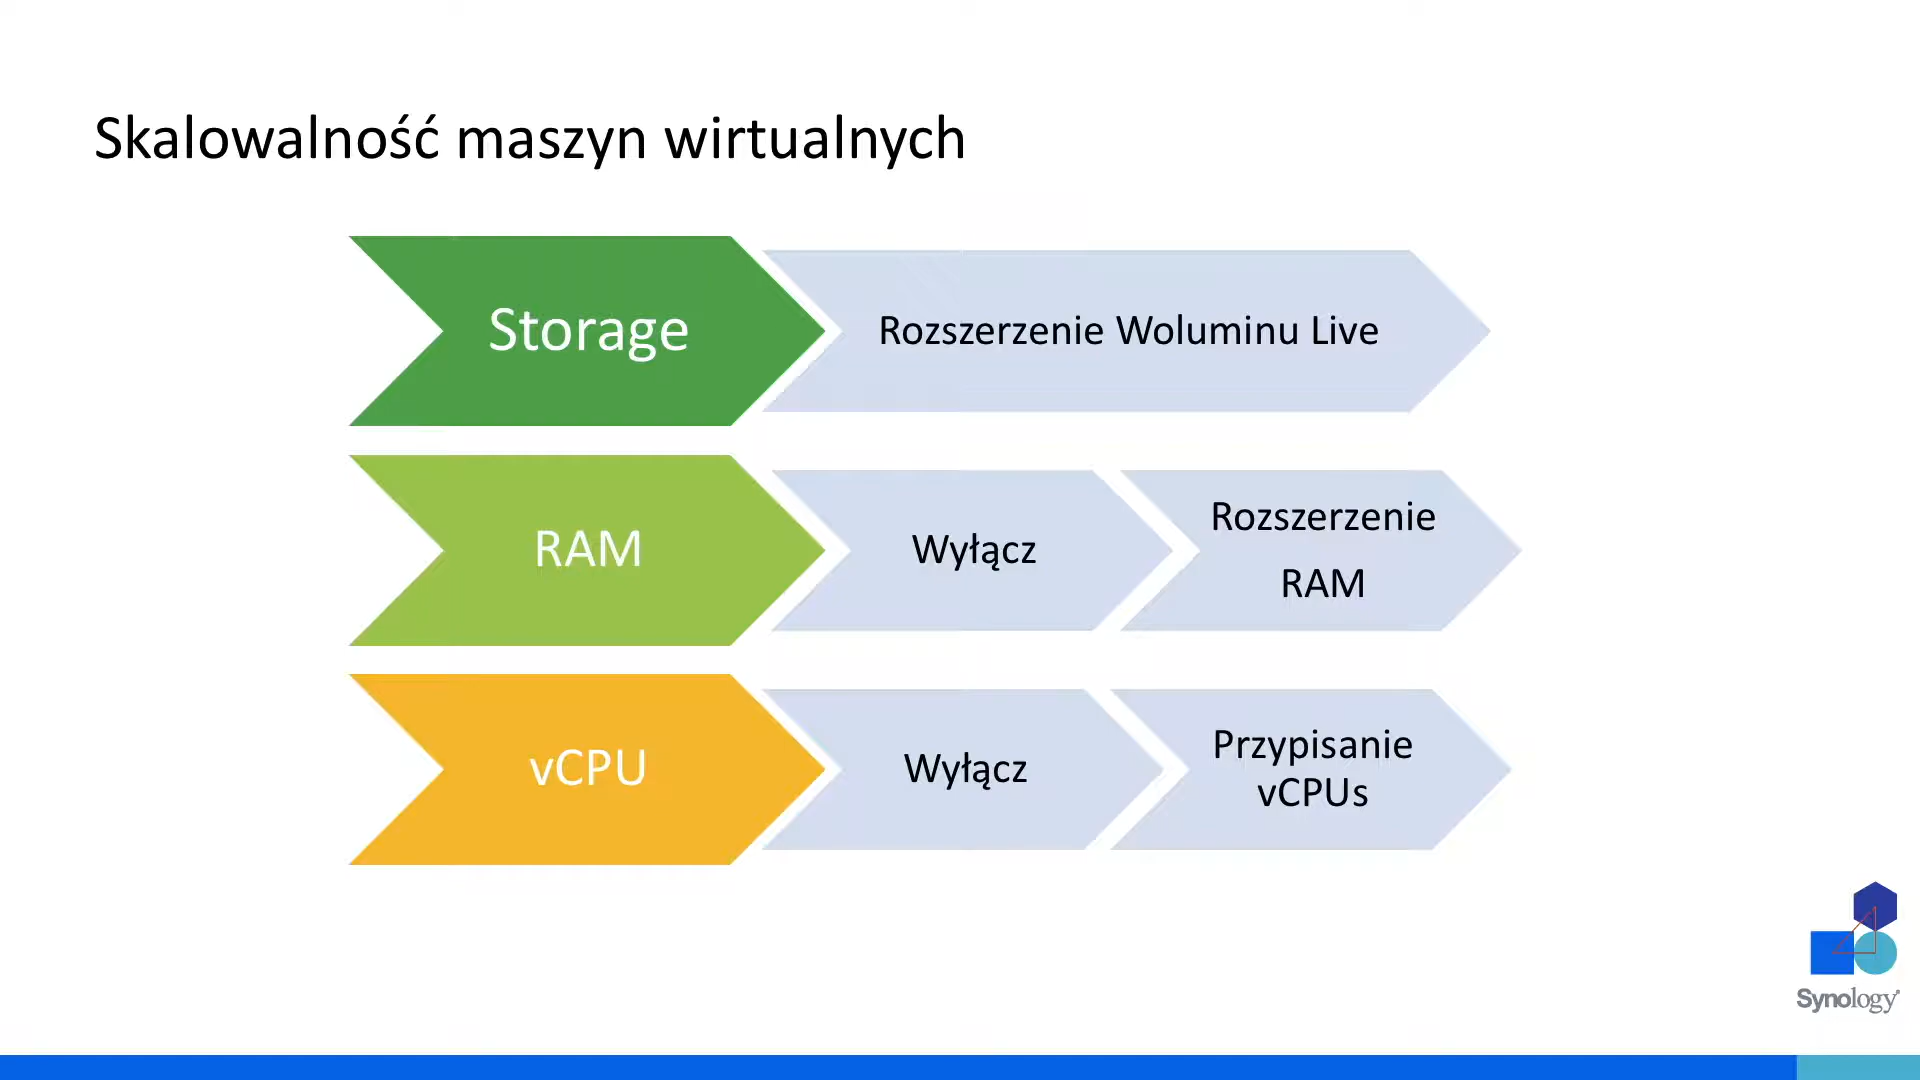 Skalowalność maszyn wirtualnych
Storage
Rozszerzenie Woluminu Live
RAM
Wyłącz
Rozszerzenie
RAM
vCPU
Wyłącz
Przypisanie
vCPUs
Synology